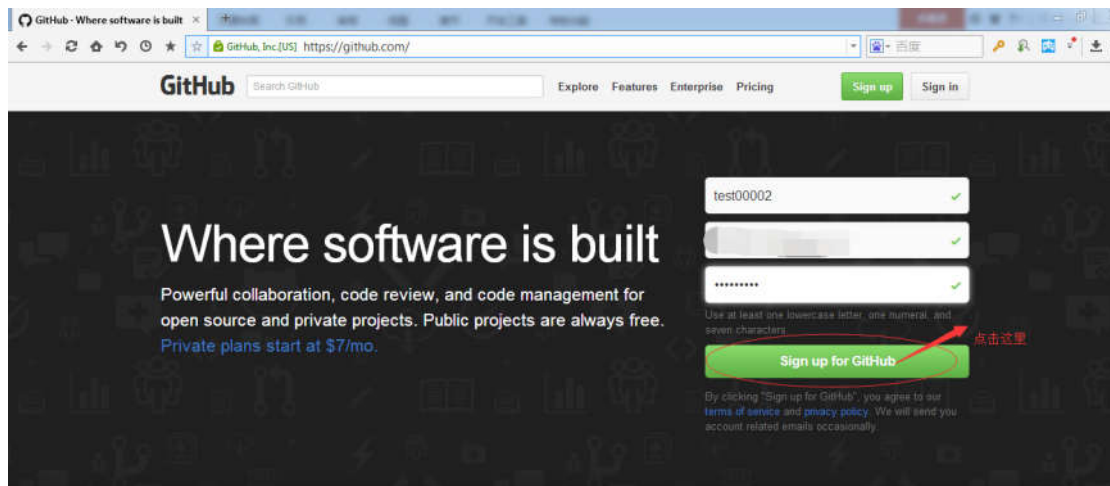 GitHub - Where software is built
GitHub, Inc.[US] https://github.com/
百度
GitHub
Search GitHub
Explore Features Enterprise Pricing
Sign up
Sign in
test00002
Where software is built
Powerful collaboration, code review, and code management for
open source and private projects. Public projects are always free.
Private plans start at $7/mo.
•••••••••
Use at least one lowercase letter, one numeral, and
seven characters
点击这里
Sign up for GitHub
By clicking "Sign up for GitHub", you agree to our
terms of service and privacy policy. We will send you
account related emails occasionally.